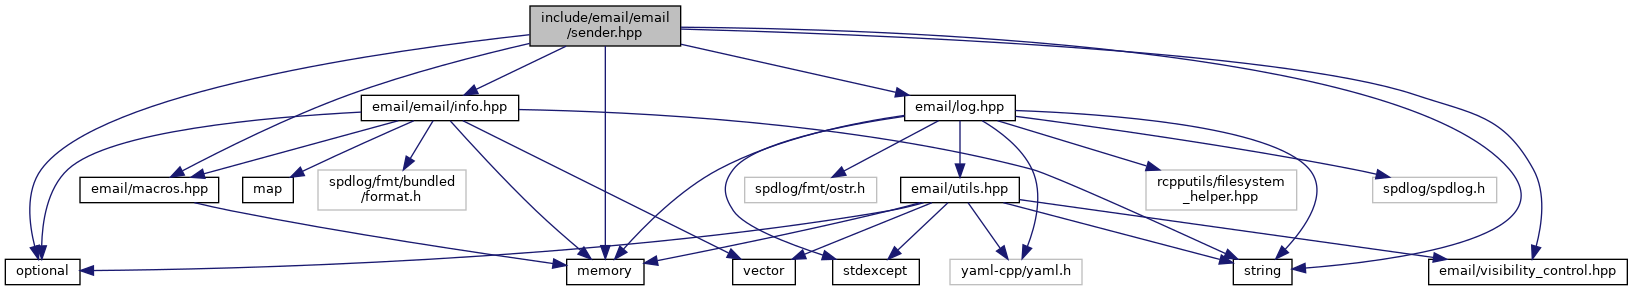 include/email/email
/sender.hpp
email/email/info.hpp
email/log.hpp
email/macros.hpp
map
spdlog/fmt/bundled
/format.h
spdlog/fmt/ostr.h
email/utils.hpp
rcpputils/filesystem
_helper.hpp
spdlog/spdlog.h
optional
memory
vector
stdexcept
yaml-cpp/yaml.h
string
email/visibility_control.hpp